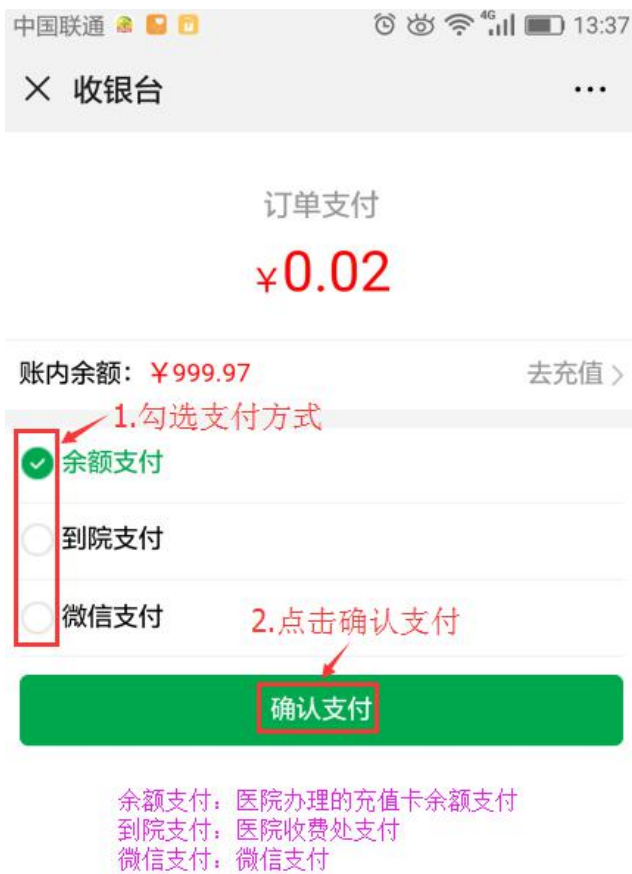 中国联通 4G 13:37
收银台
订单支付
¥0.02
账内余额：￥999.97 去充值
1.勾选支付方式
余额支付
到院支付
微信支付
2.点击确认支付
确认支付
余额支付：医院办理的充值卡余额支付
到院支付：医院收费处支付
微信支付：微信支付